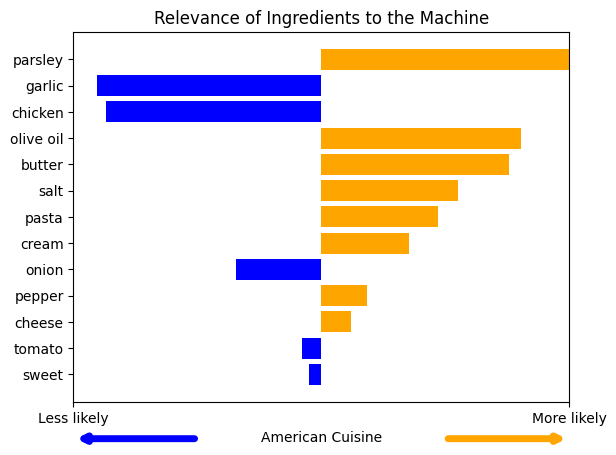 Relevance of Ingredients to the Machine
parsley
garlic
chicken
olive oil
butter
salt
pasta
cream
onion
pepper
cheese
tomato
sweet
Less likely
More likely
American Cuisine